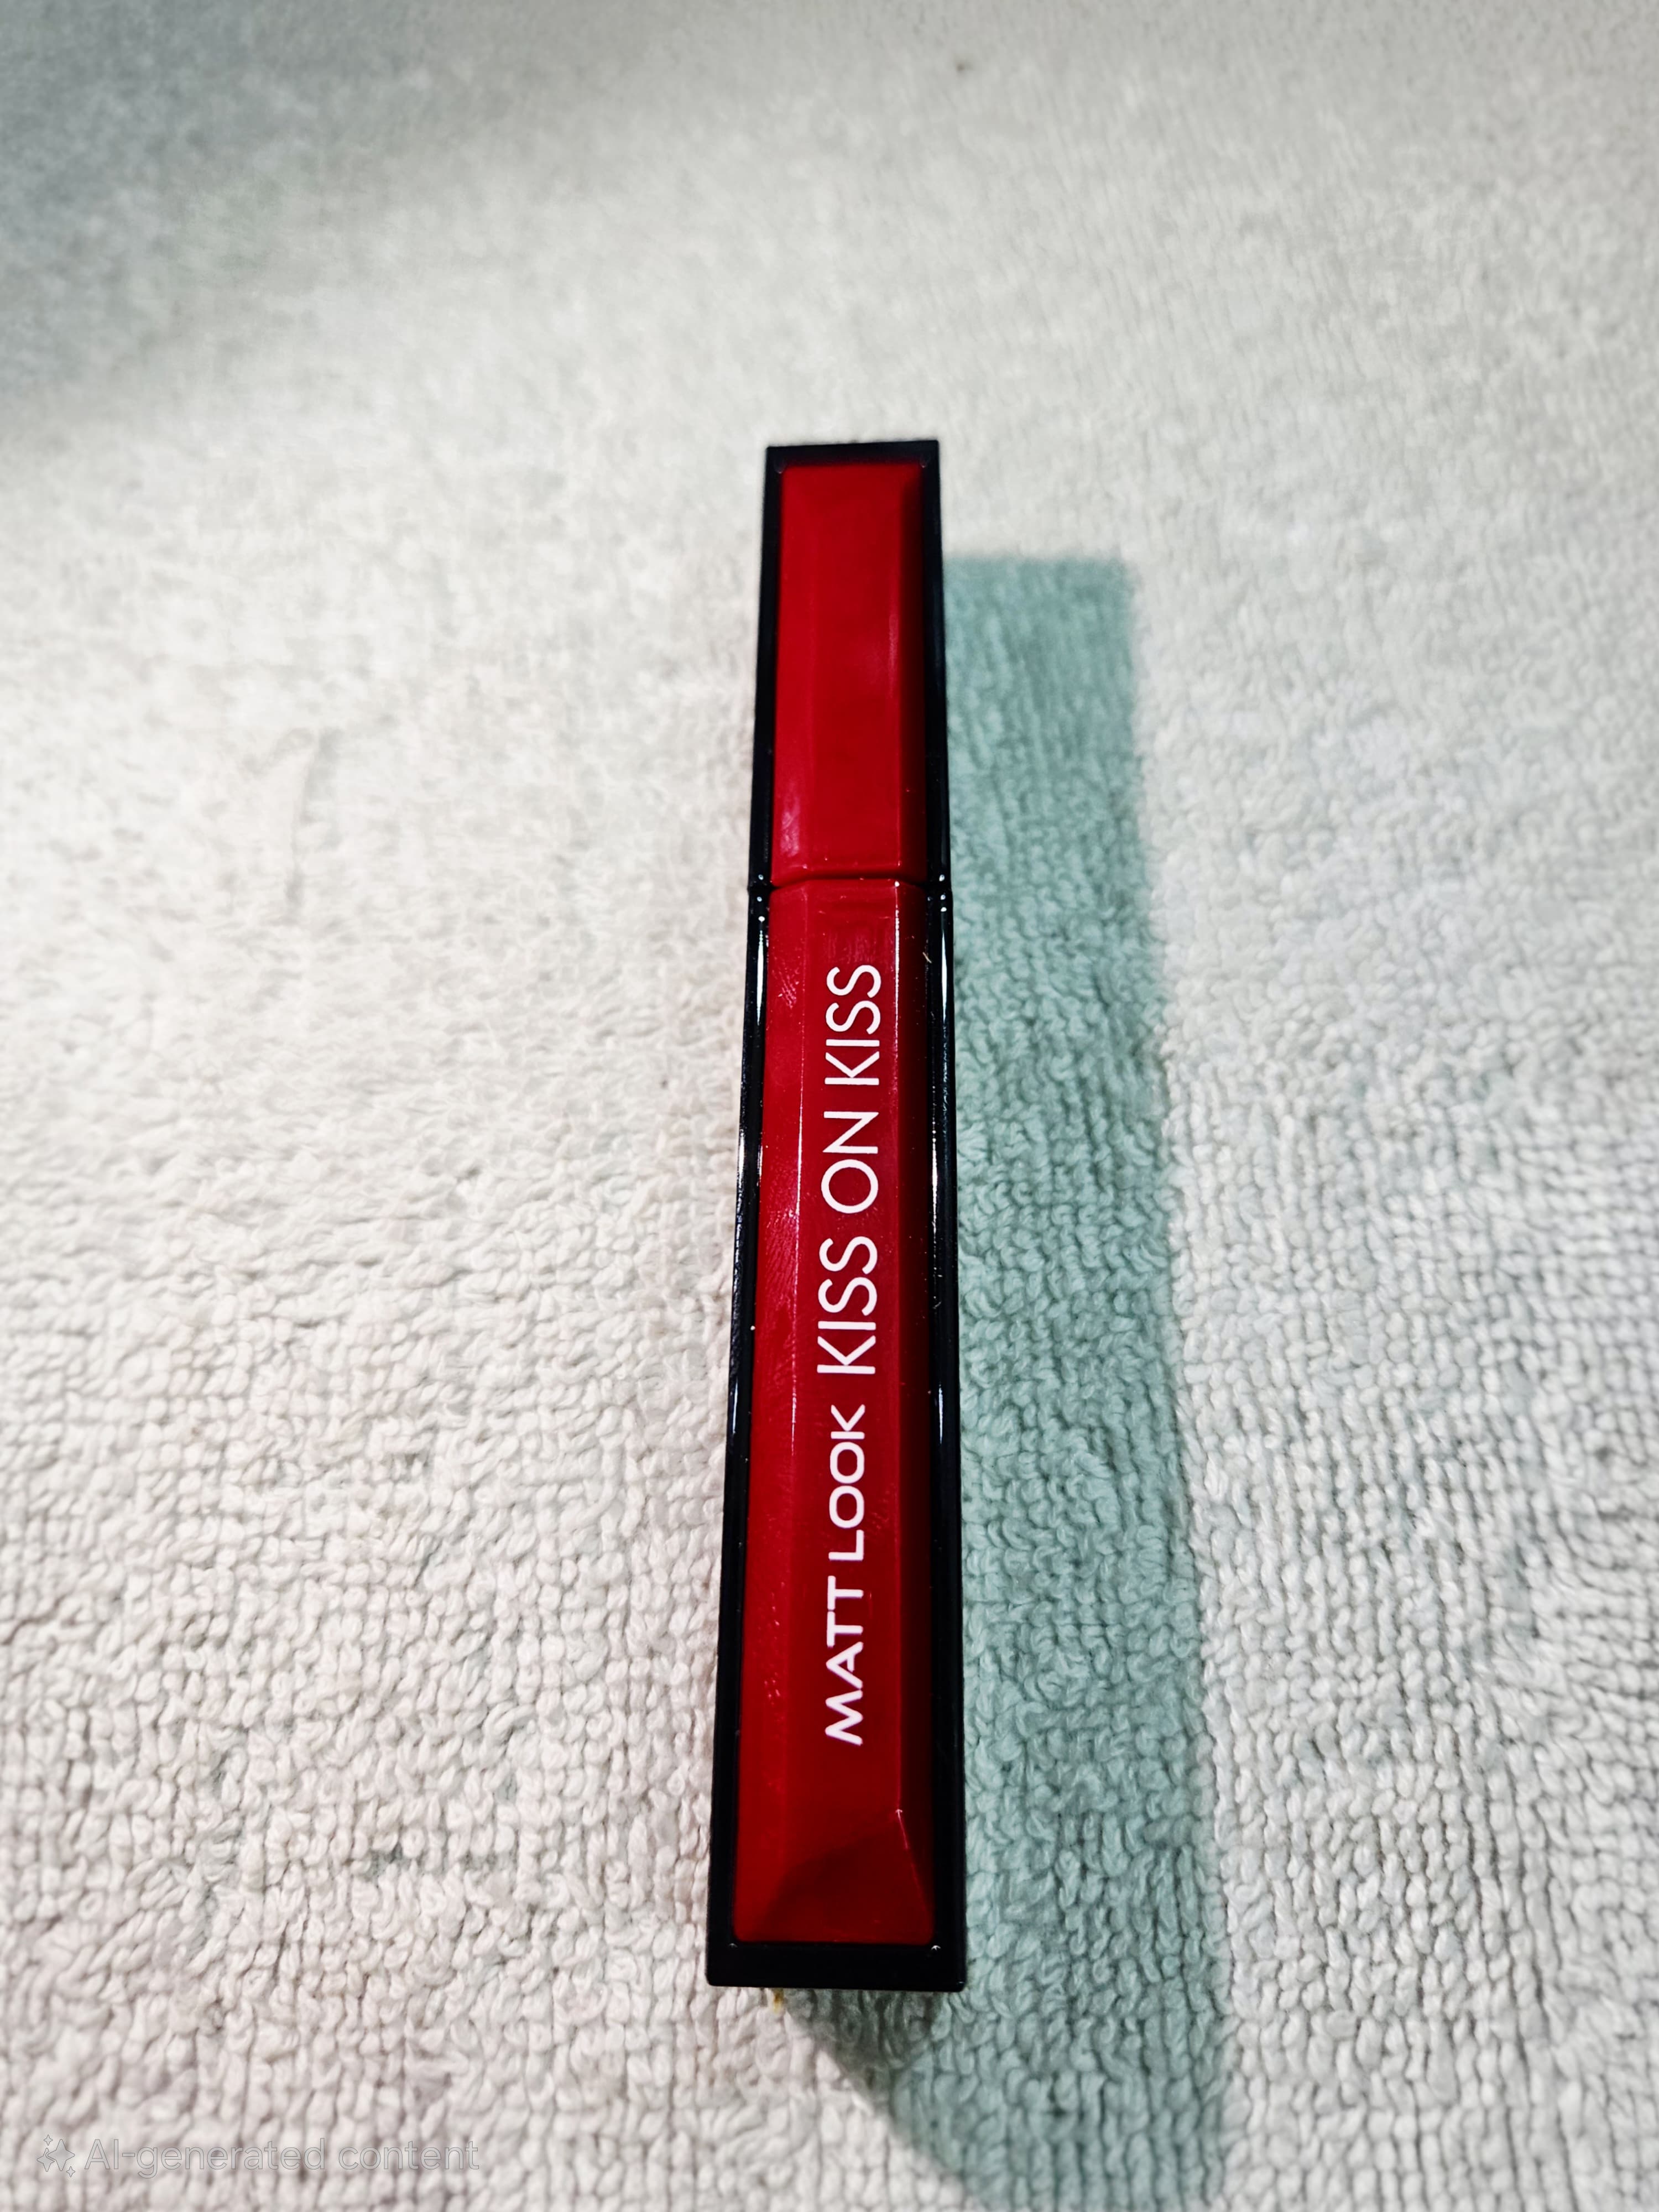 MATT LOOK KISS ON KISS
AI-generated content